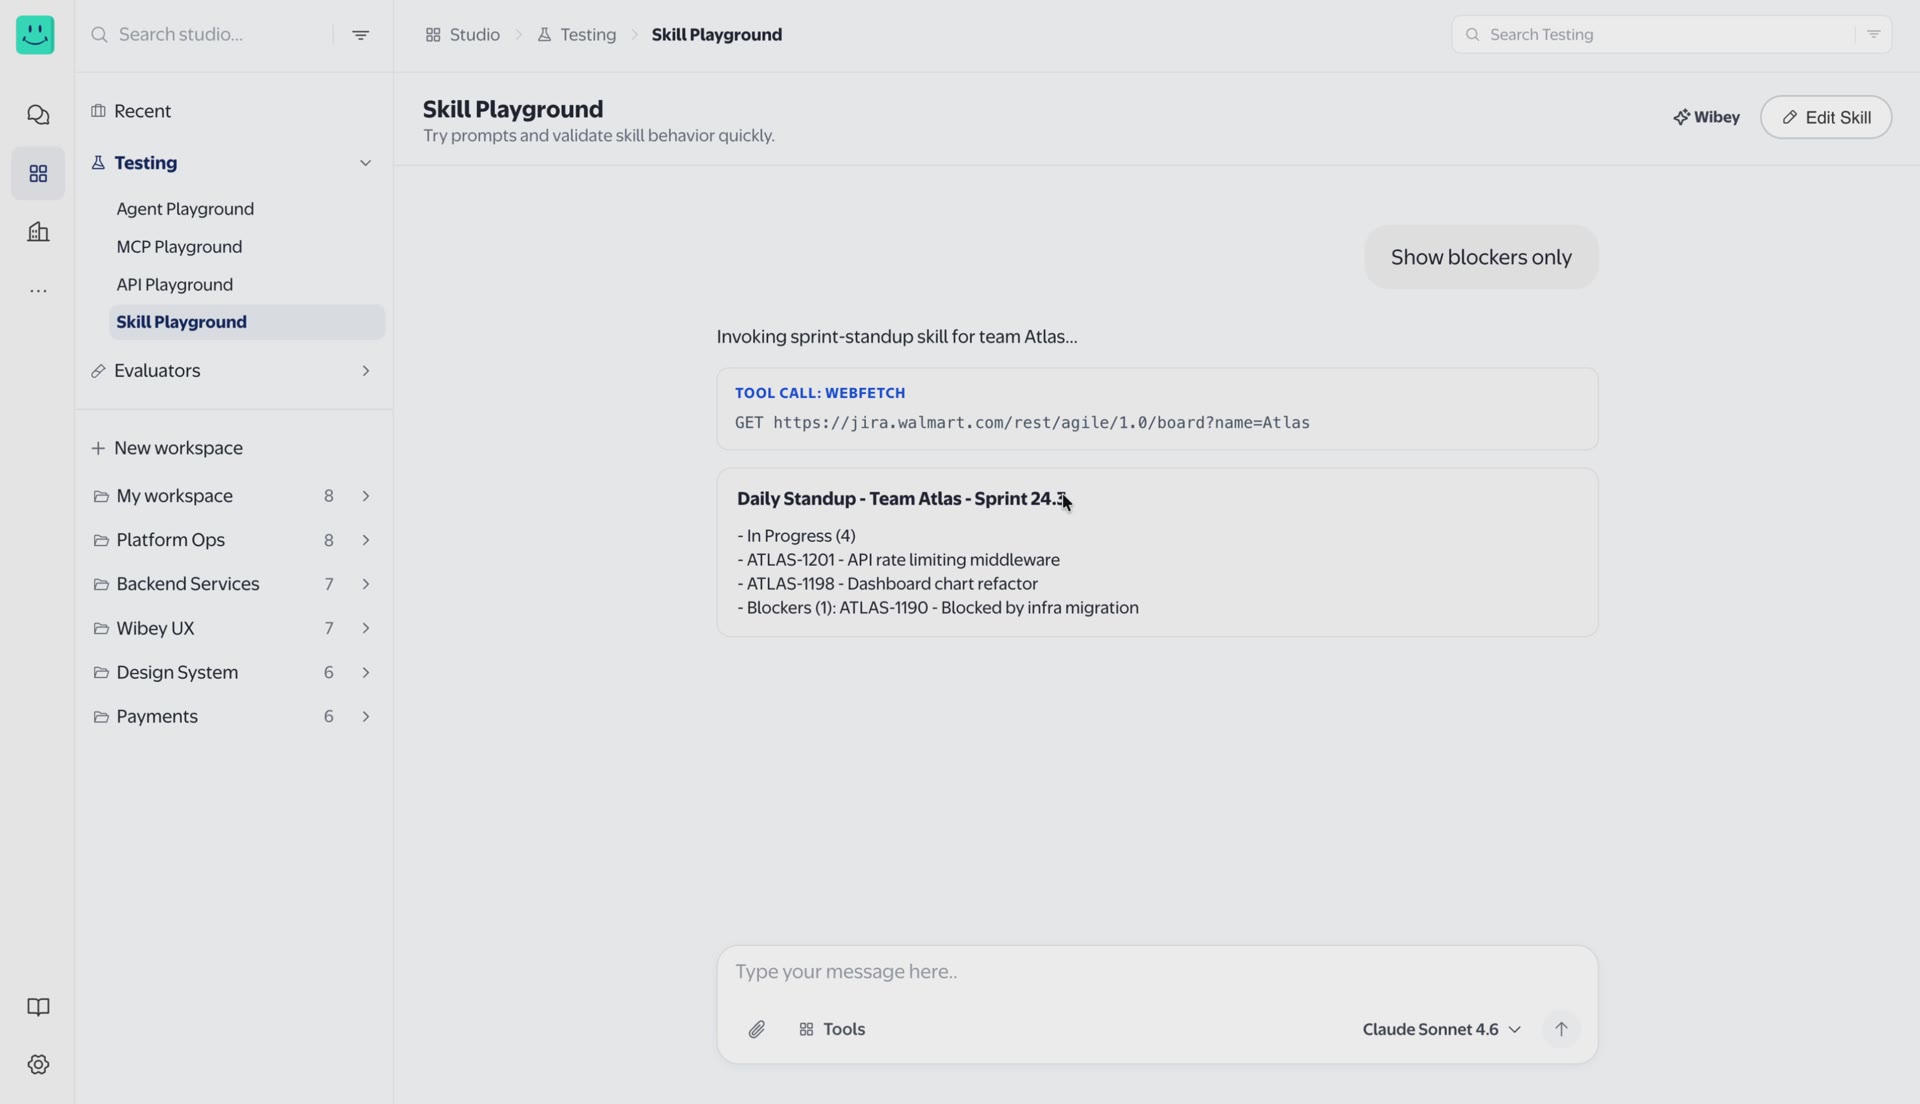 Search studio...
Recent
Testing
Agent Playground
MCP Playground
API Playground
Skill Playground
Evaluators
New workspace
My workspace 8
Platform Ops 8
Backend Services 7
Wibey UX 7
Design System 6
Payments 6
Studio > Testing > Skill Playground
Search Testing
Skill Playground
Try prompts and validate skill behavior quickly.
Wibey
Edit Skill
Show blockers only
Invoking sprint-standup skill for team Atlas...
TOOL CALL: WEBFETCH
GET https://jira.walmart.com/rest/agile/1.0/board?name=Atlas
Daily Standup - Team Atlas - Sprint
- In Progress (4)
- ATLAS-1201 - API rate limiting middleware
- ATLAS-1198 - Dashboard chart refactor
- Blockers (1): ATLAS-1190 - Blocked by infra migration
Type your message here..
Tools
Claude Sonnet 4.6